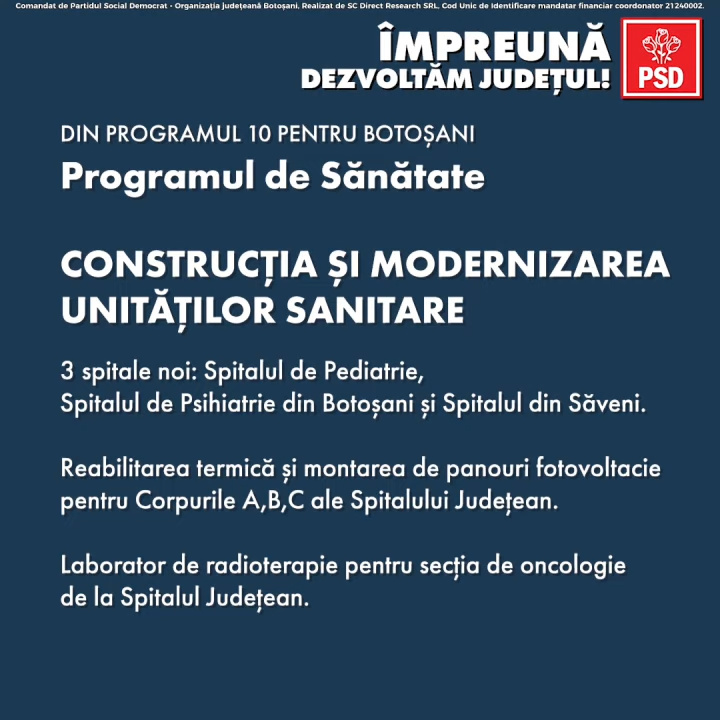 Comandat de Partidul Social Democrat - Organizația județeană Botoșani, Realizat de SC Direct Research SRL, Cod Unic de Identificare mandatar financiar coordonator 21240002.
ÎMPREUNĂ
DEZVOLTĂM JUDEȚUL!
PSD
DIN PROGRAMUL 10 PENTRU BOTOȘANI
Programul de Sănătate
CONSTRUCȚIA ȘI MODERNIZAREA
UNITĂȚILOR SANITARE
3 spitale noi: Spitalul de Pediatrie,
Spitalul de Psihiatrie din Botoșani și Spitalul din Săveni.
Reabilitarea termică și montarea de panouri fotovoltacie
pentru Corpurile A,B,C ale Spitalului Județean.
Laborator de radioterapie pentru secția de oncologie
de la Spitalul Județean.